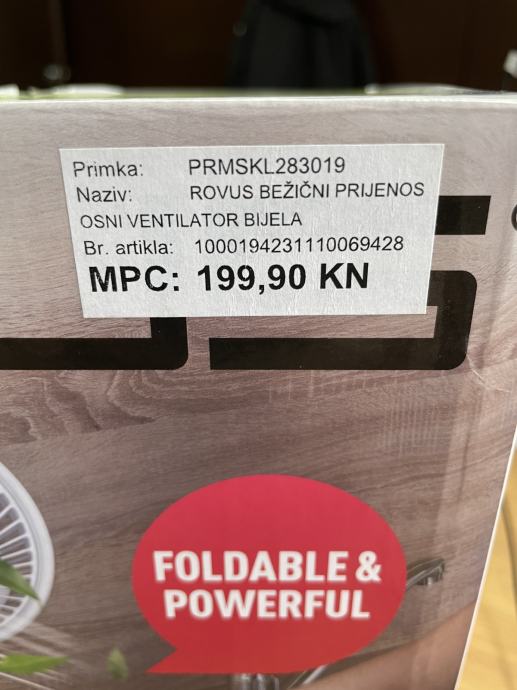 Primka: PRMSKL283019
Naziv: ROVUS BEŽIČNI PRIJENOS
OSNI VENTILATOR BIJELA
Br. artikla: 1000194231110069428
MPC: 199,90 KN
FOLDABLE &
POWERFUL